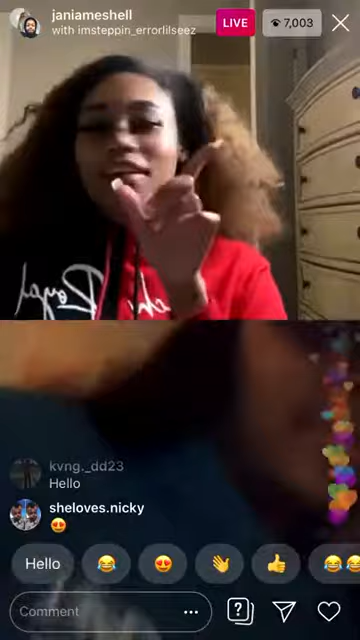 janiameshell
with imsteppin_errorlilseez
LIVE
7,003
kvng._dd23
Hello
sheloves.nicky
Hello
Comment